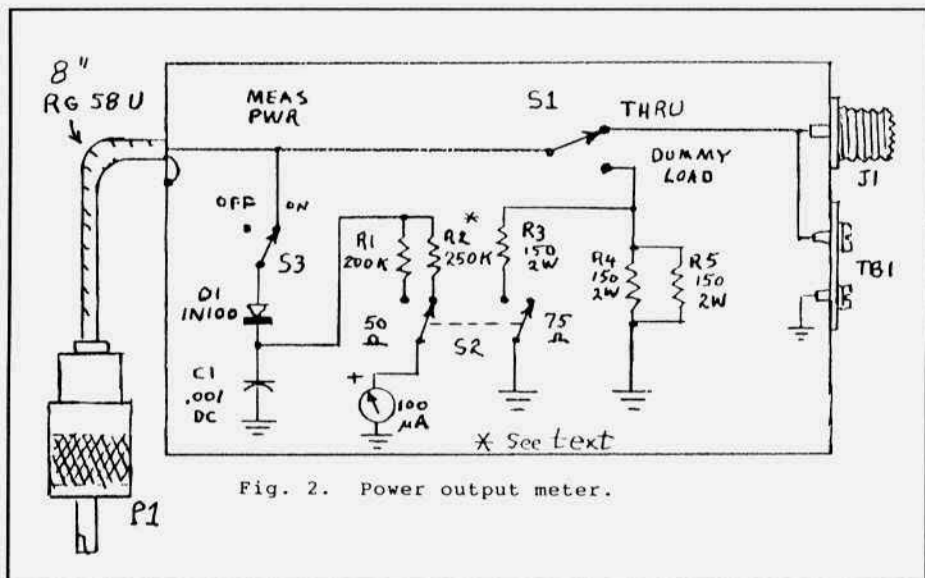 8"
RG 58 U
MEAS
PWR
S1
THRU
DUMMY
LOAD
J1
OFF
ON
S3
*
R1
200K
R2
250K
R3
150
2W
R4
150
2W
R5
150
2W
TB1
D1
1N100
50
Ω
S2
75
Ω
C1
.001
DC
+
100
μA
* See text
P1
Fig. 2. Power output meter.